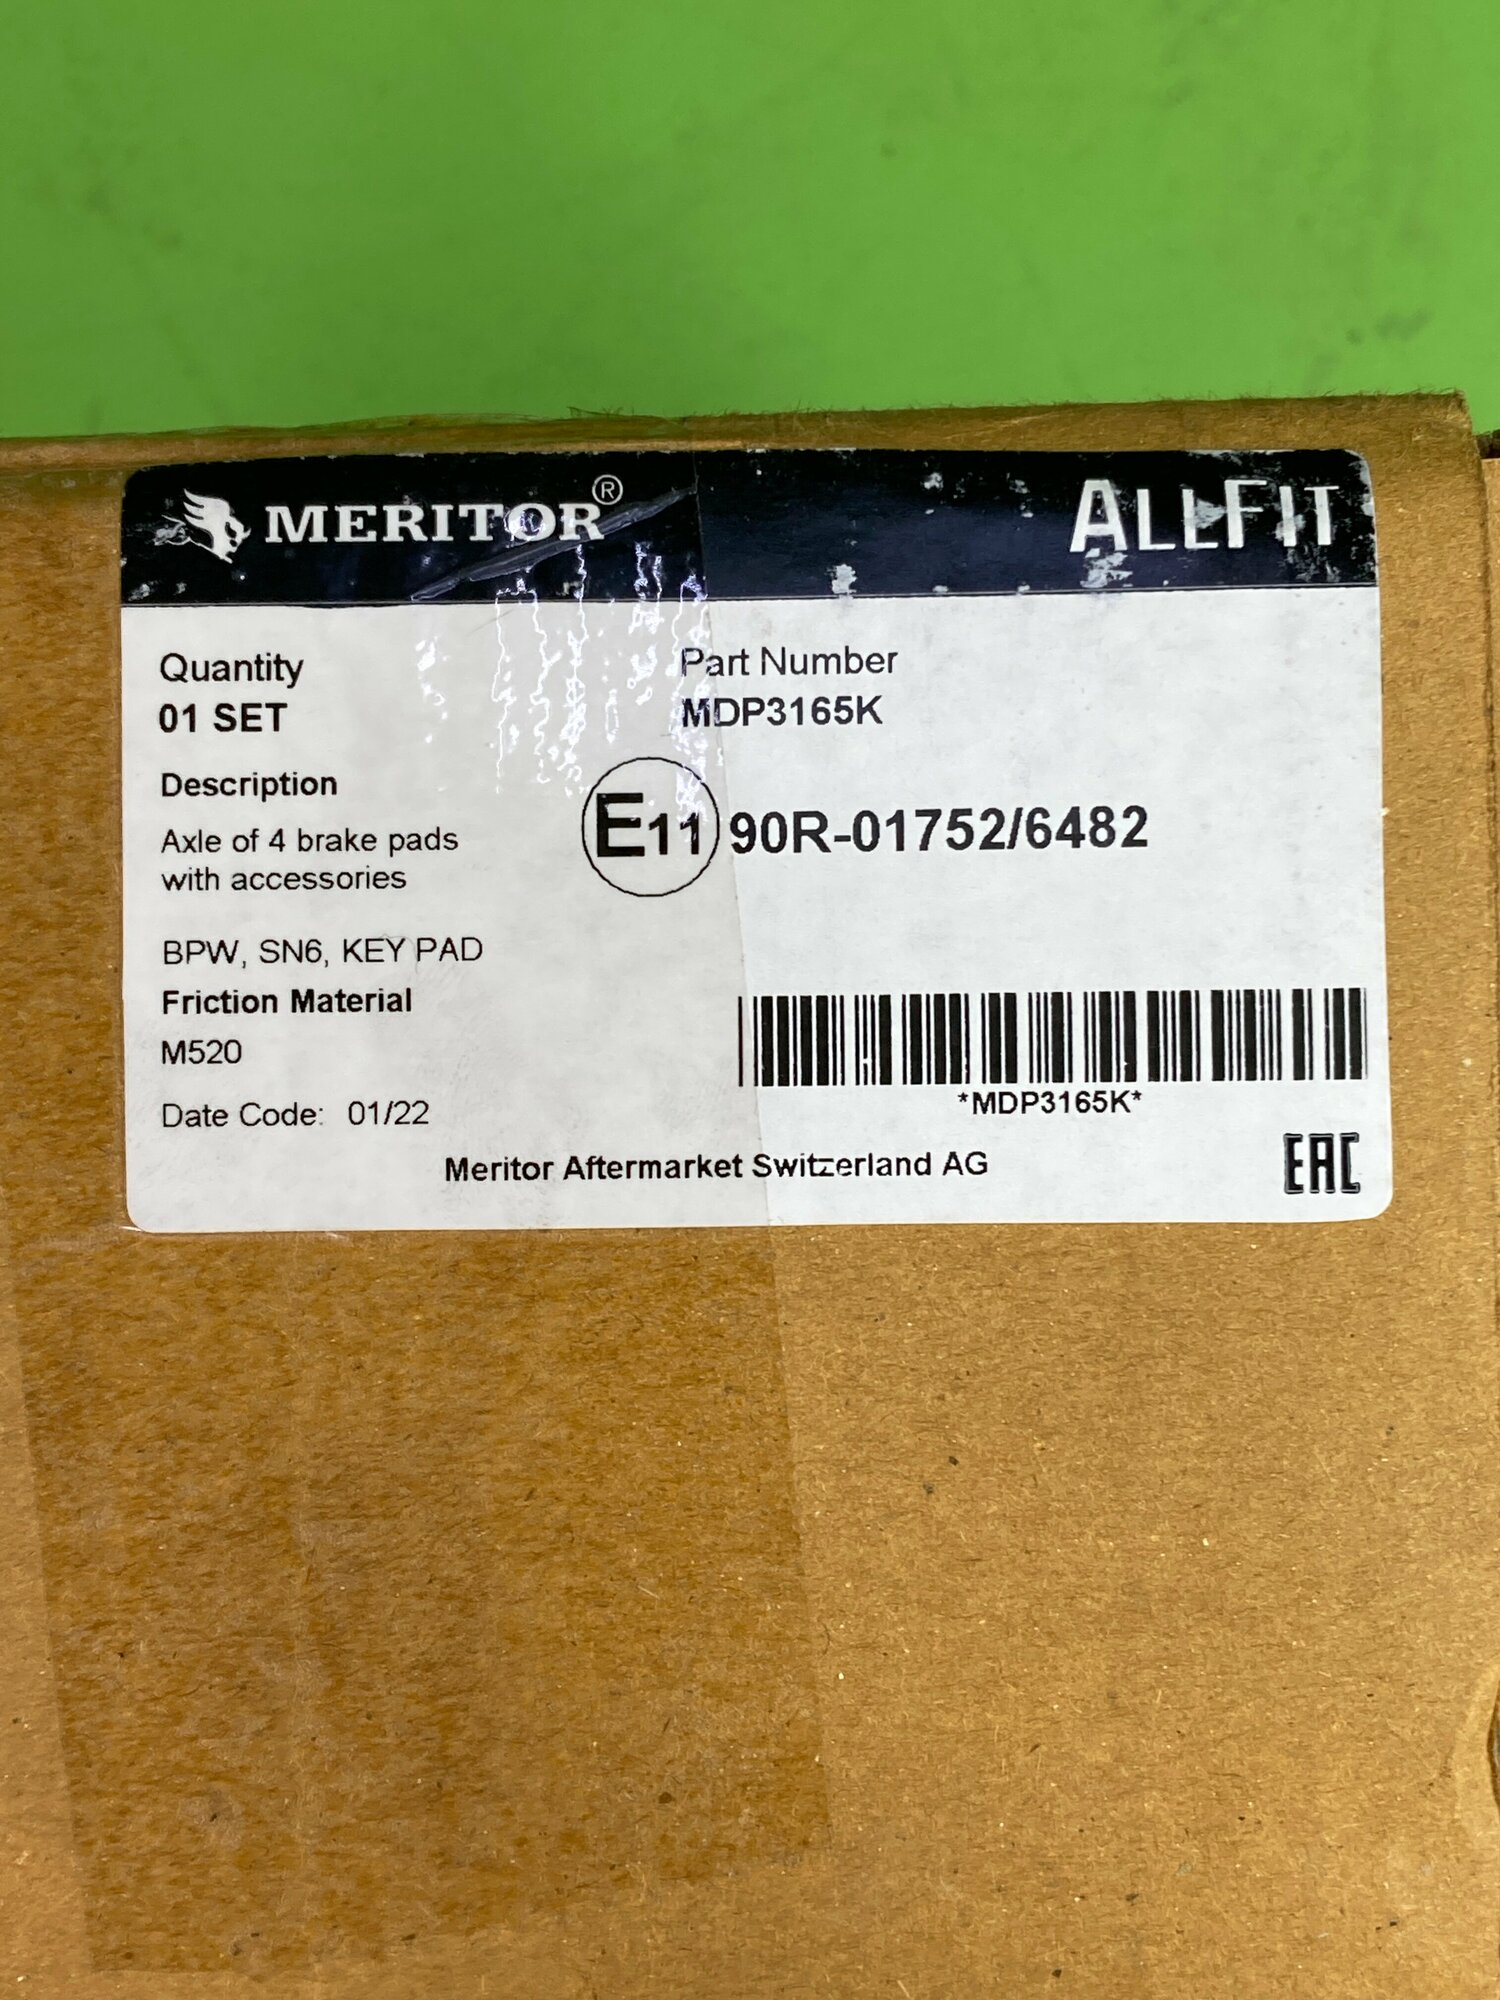 MERITOR®
ALLFIT
Quantity
01 SET
Part Number
MDP3165K
Description
Axle of 4 brake pads
with accessories
E11 90R-01752/6482
BPW, SN6, KEY PAD
Friction Material
M520
*MDP3165K*
Date Code: 01/22
Meritor Aftermarket Switzerland AG
EAC